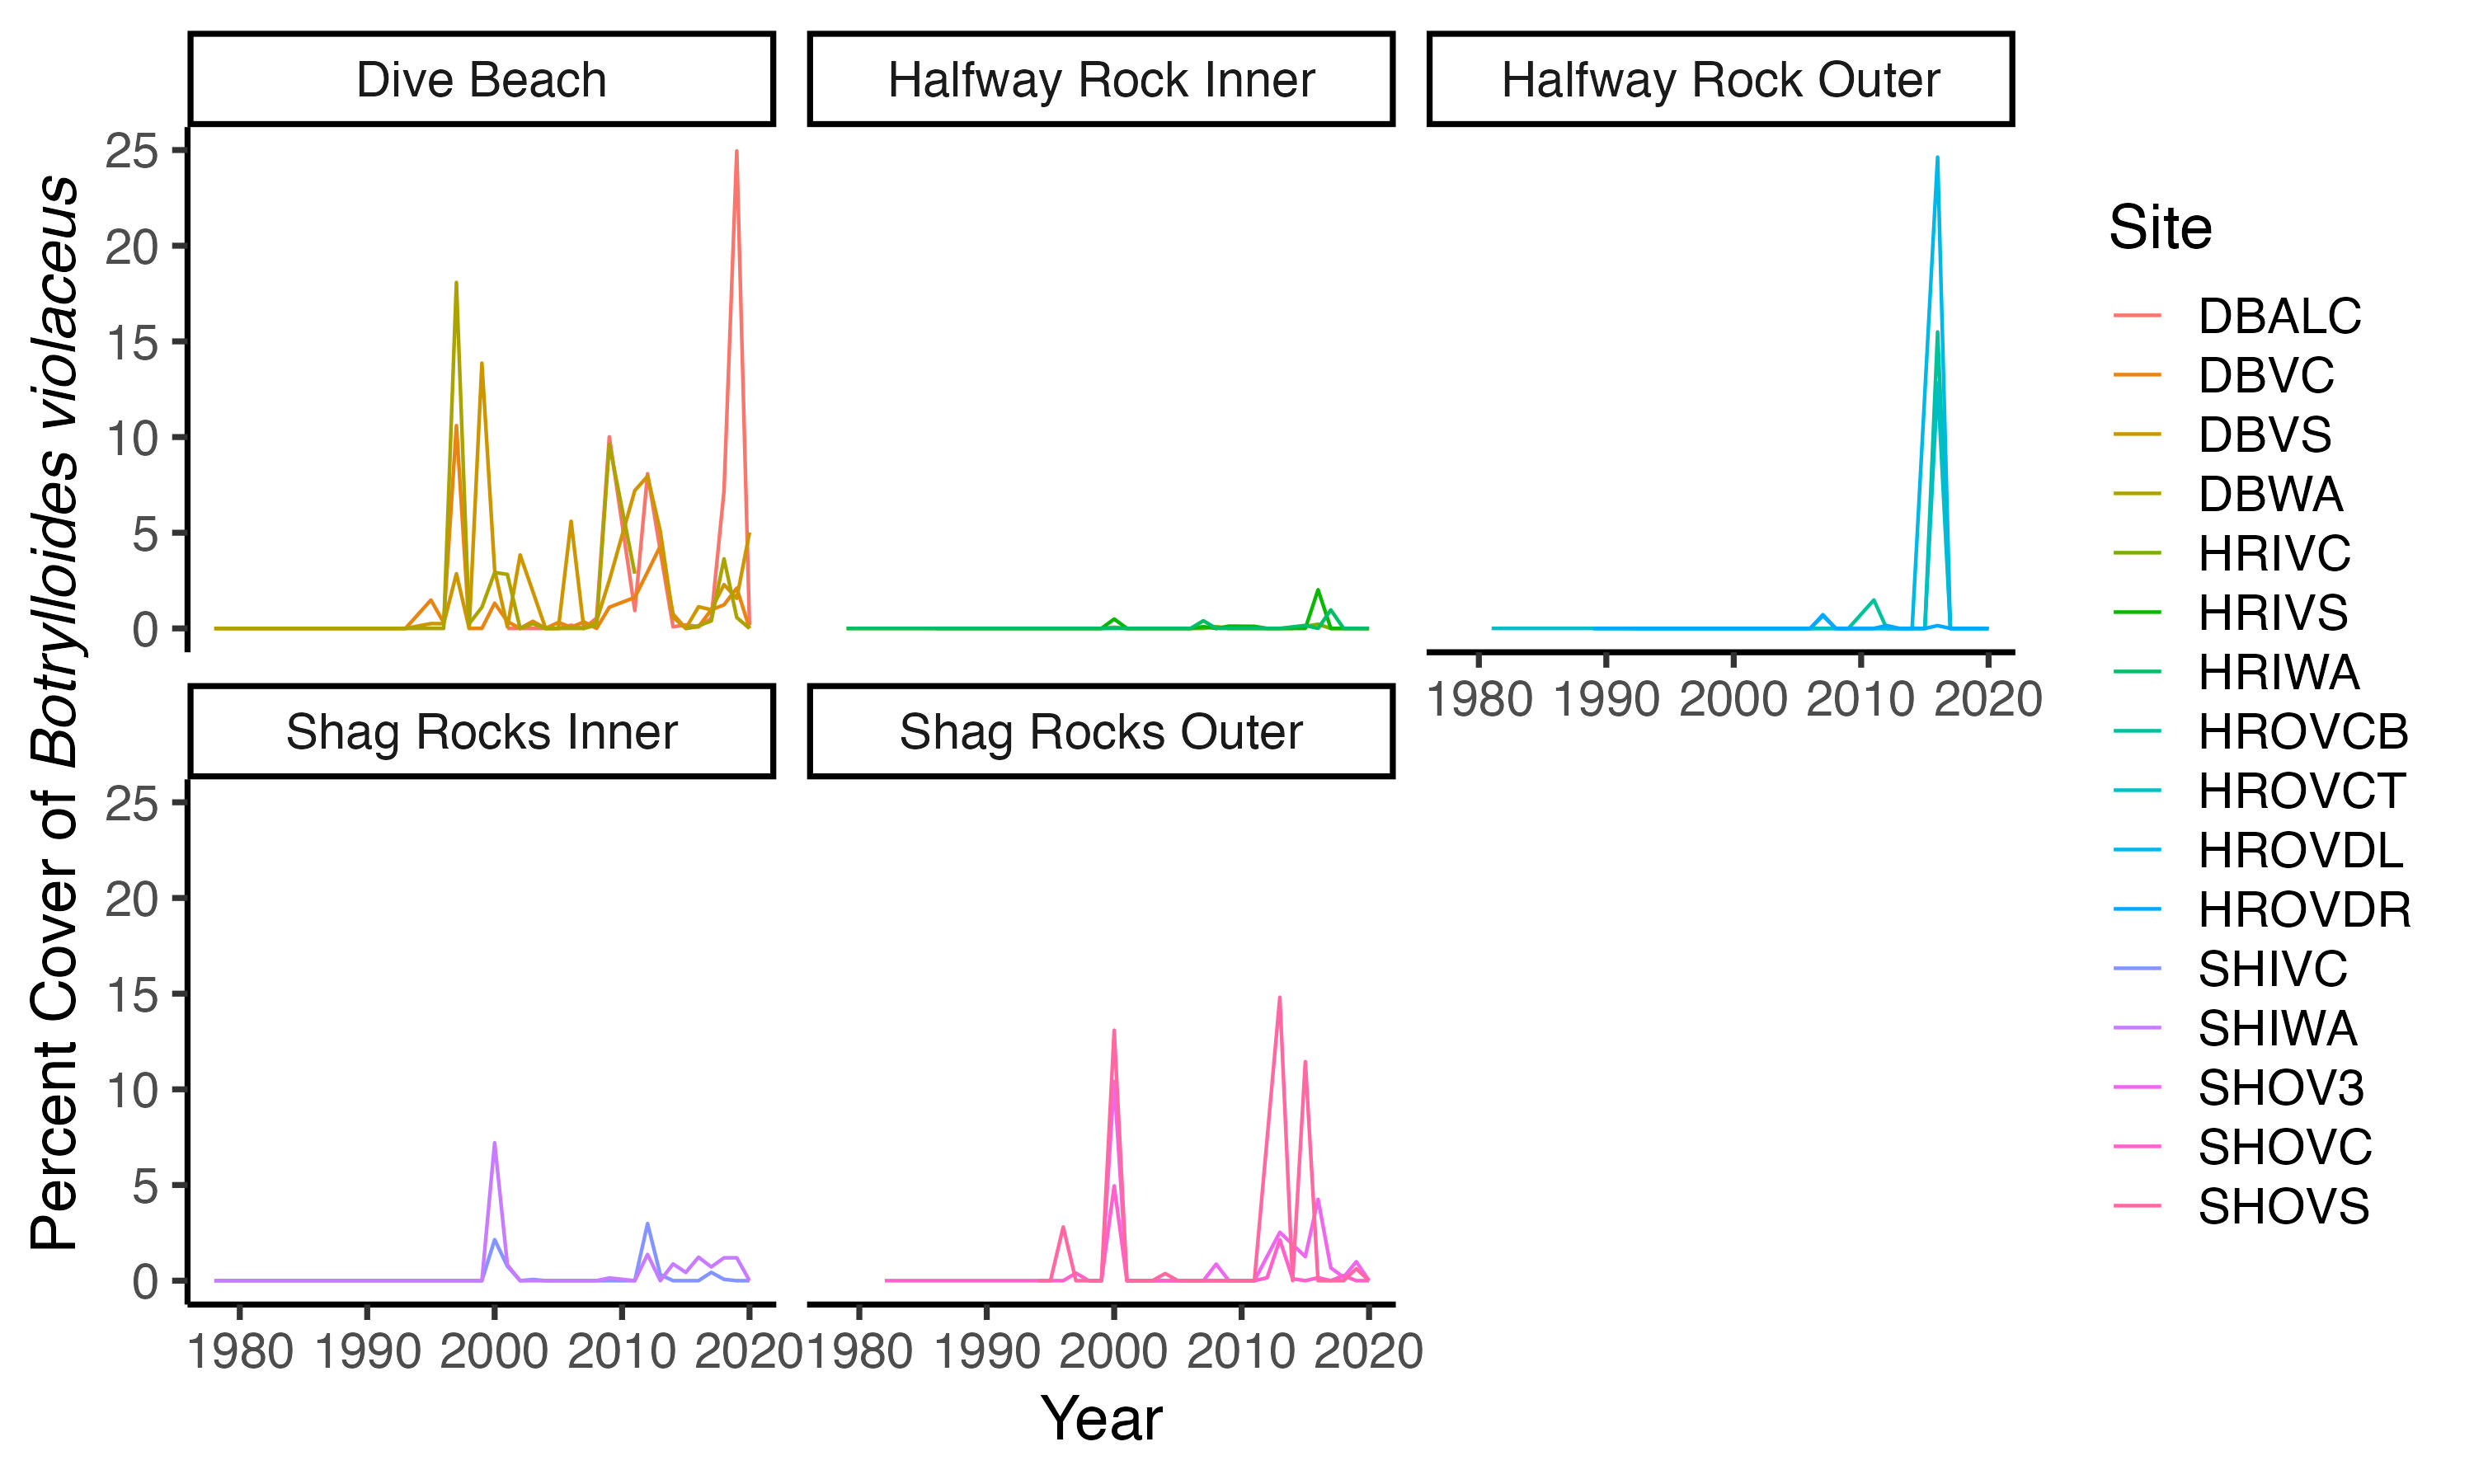 Dive Beach
Halfway Rock Inner
Halfway Rock Outer
Percent Cover of Botrylloides violaceus
25
20
15
10
5
0
1980 1990 2000 2010 2020
Shag Rocks Inner
Shag Rocks Outer
25
20
15
10
5
0
1980 1990 2000 2010 2020
1980 1990 2000 2010 2020
Year
Site
DBALC
DBVC
DBVS
DBWA
HRIVC
HRIVS
HRIWA
HROVCB
HROVCT
HROVDL
HROVDR
SHIVC
SHIWA
SHOV3
SHOVC
SHOVS